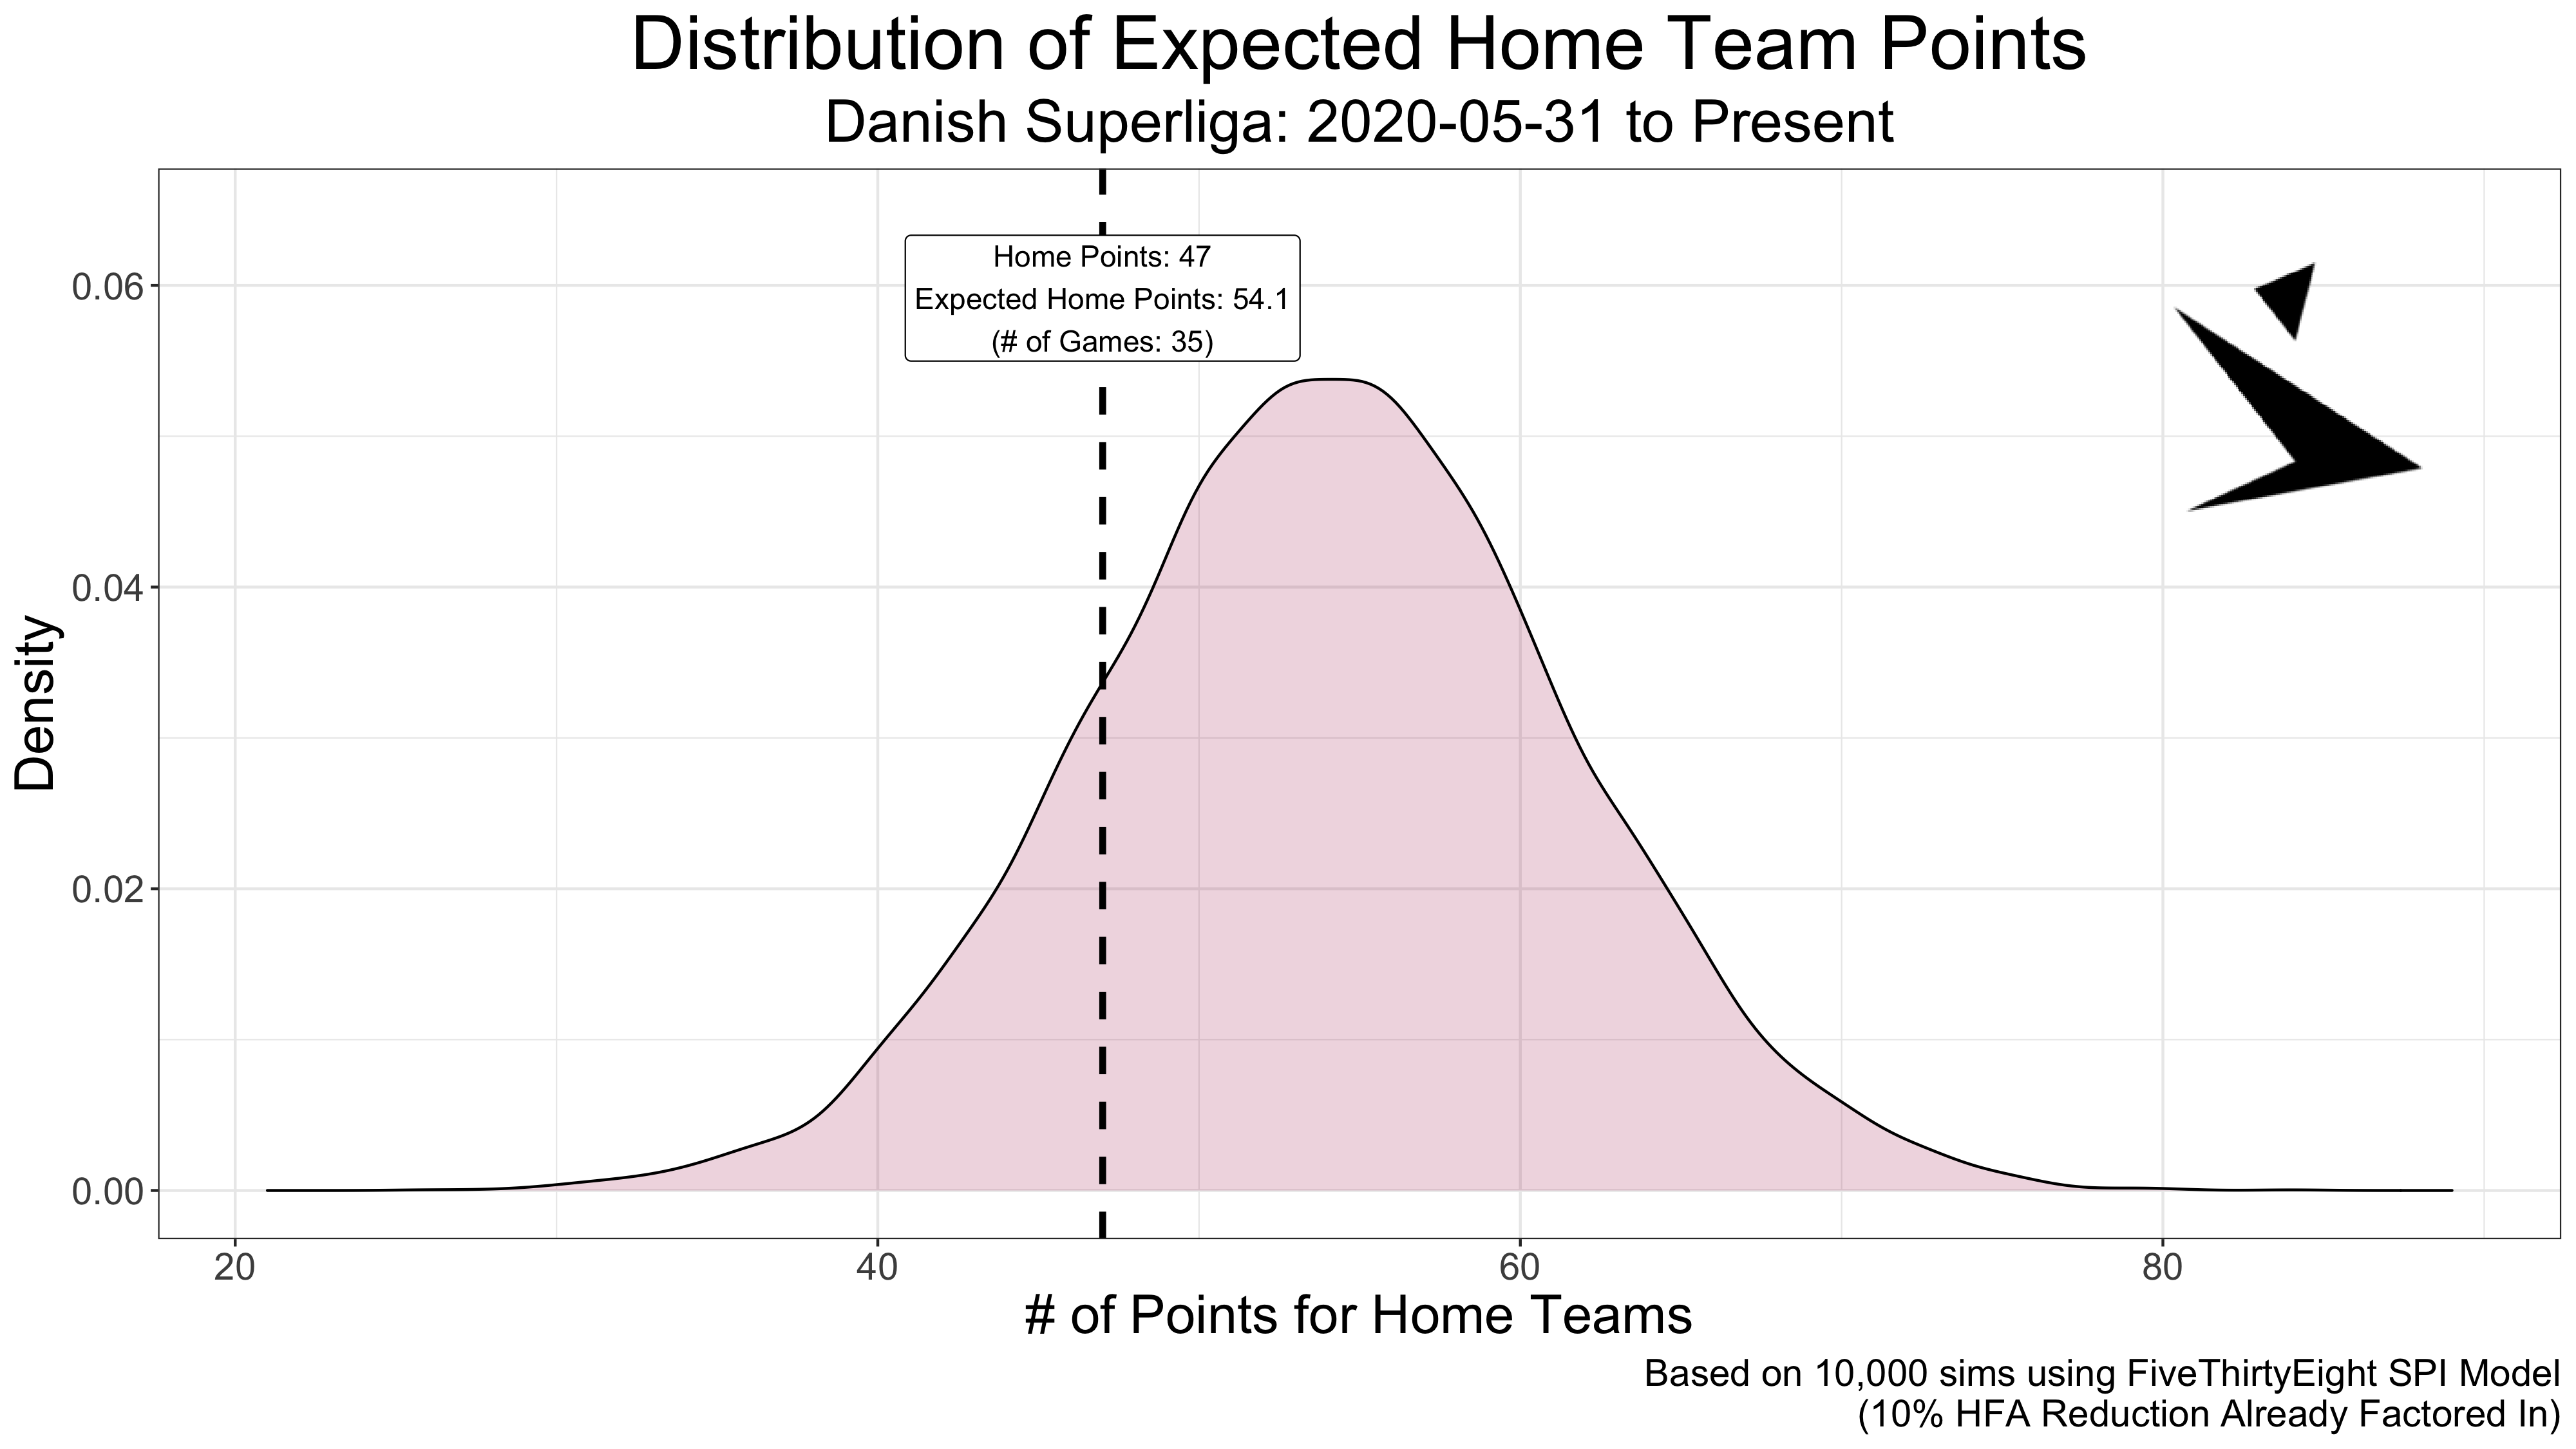 Distribution of Expected Home Team Points
Danish Superliga: 2020-05-31 to Present
Home Points: 47
Expected Home Points: 54.1
(# of Games: 35)
Density
0.06
0.04
0.02
0.00
20 40 60 80
# of Points for Home Teams
Based on 10,000 sims using FiveThirtyEight SPI Model
(10% HFA Reduction Already Factored In)